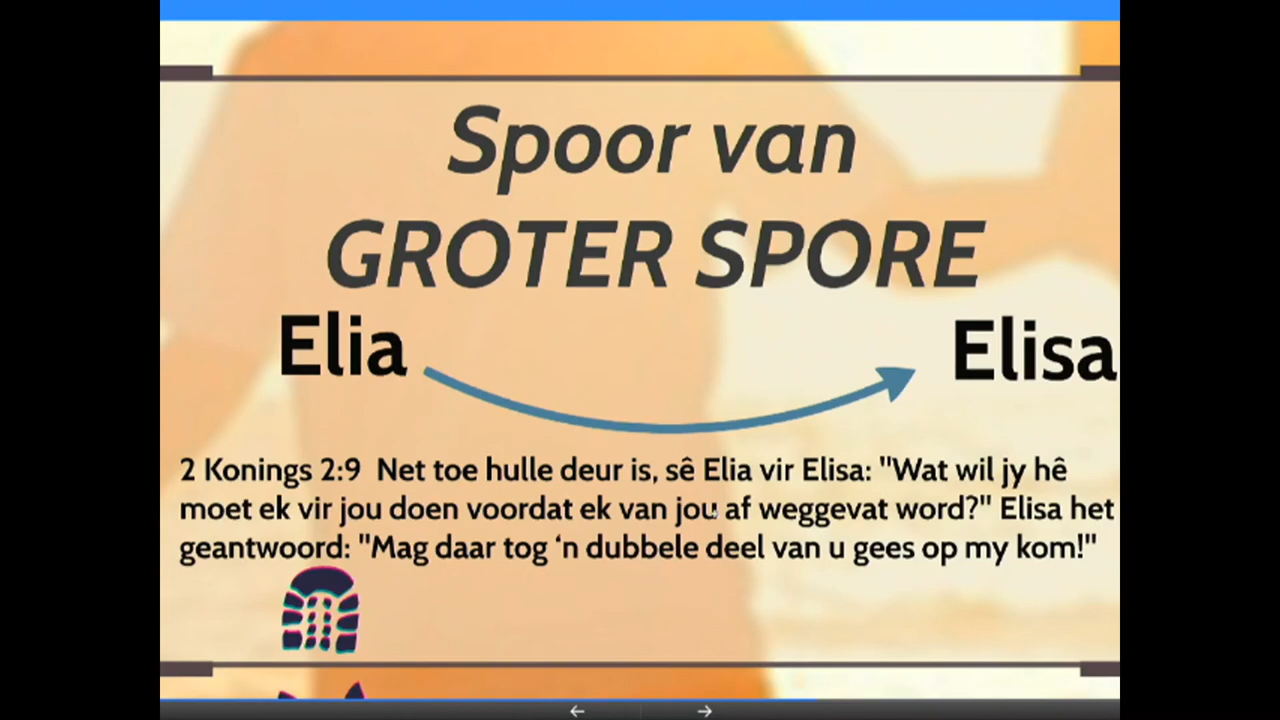 Spoor van
GROTER SPORE
Elia
Elisa
2 Konings 2:9  Net toe hulle deur is, sê Elia vir Elisa: "Wat wil jy hê
moet ek vir jou doen voordat ek van jou af weggevat word?" Elisa het
geantwoord: "Mag daar tog ‘n dubbele deel van u gees op my kom!"